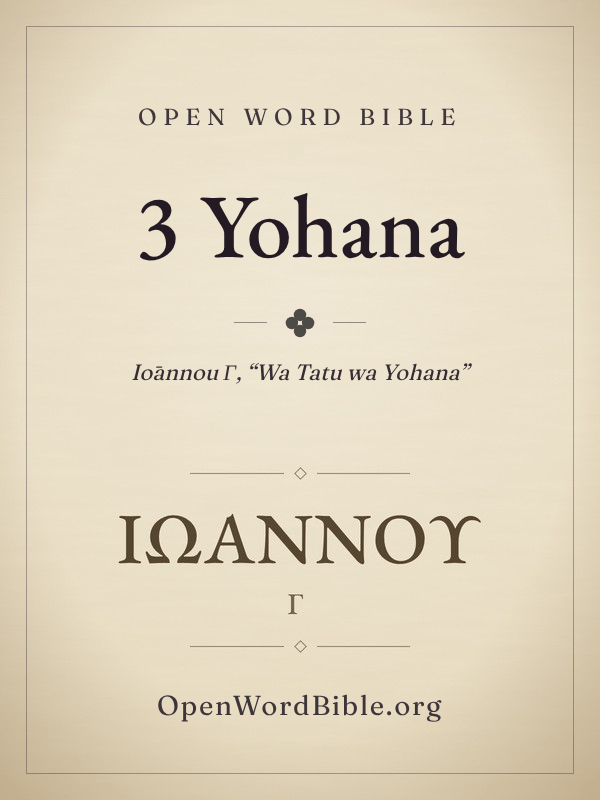 OPEN WORD BIBLE
3 Yohana
Ioānnou Γ, “Wa Tatu wa Yohana”
ΙΩΑΝΝΟϒ
Γ
OpenWordBible.org